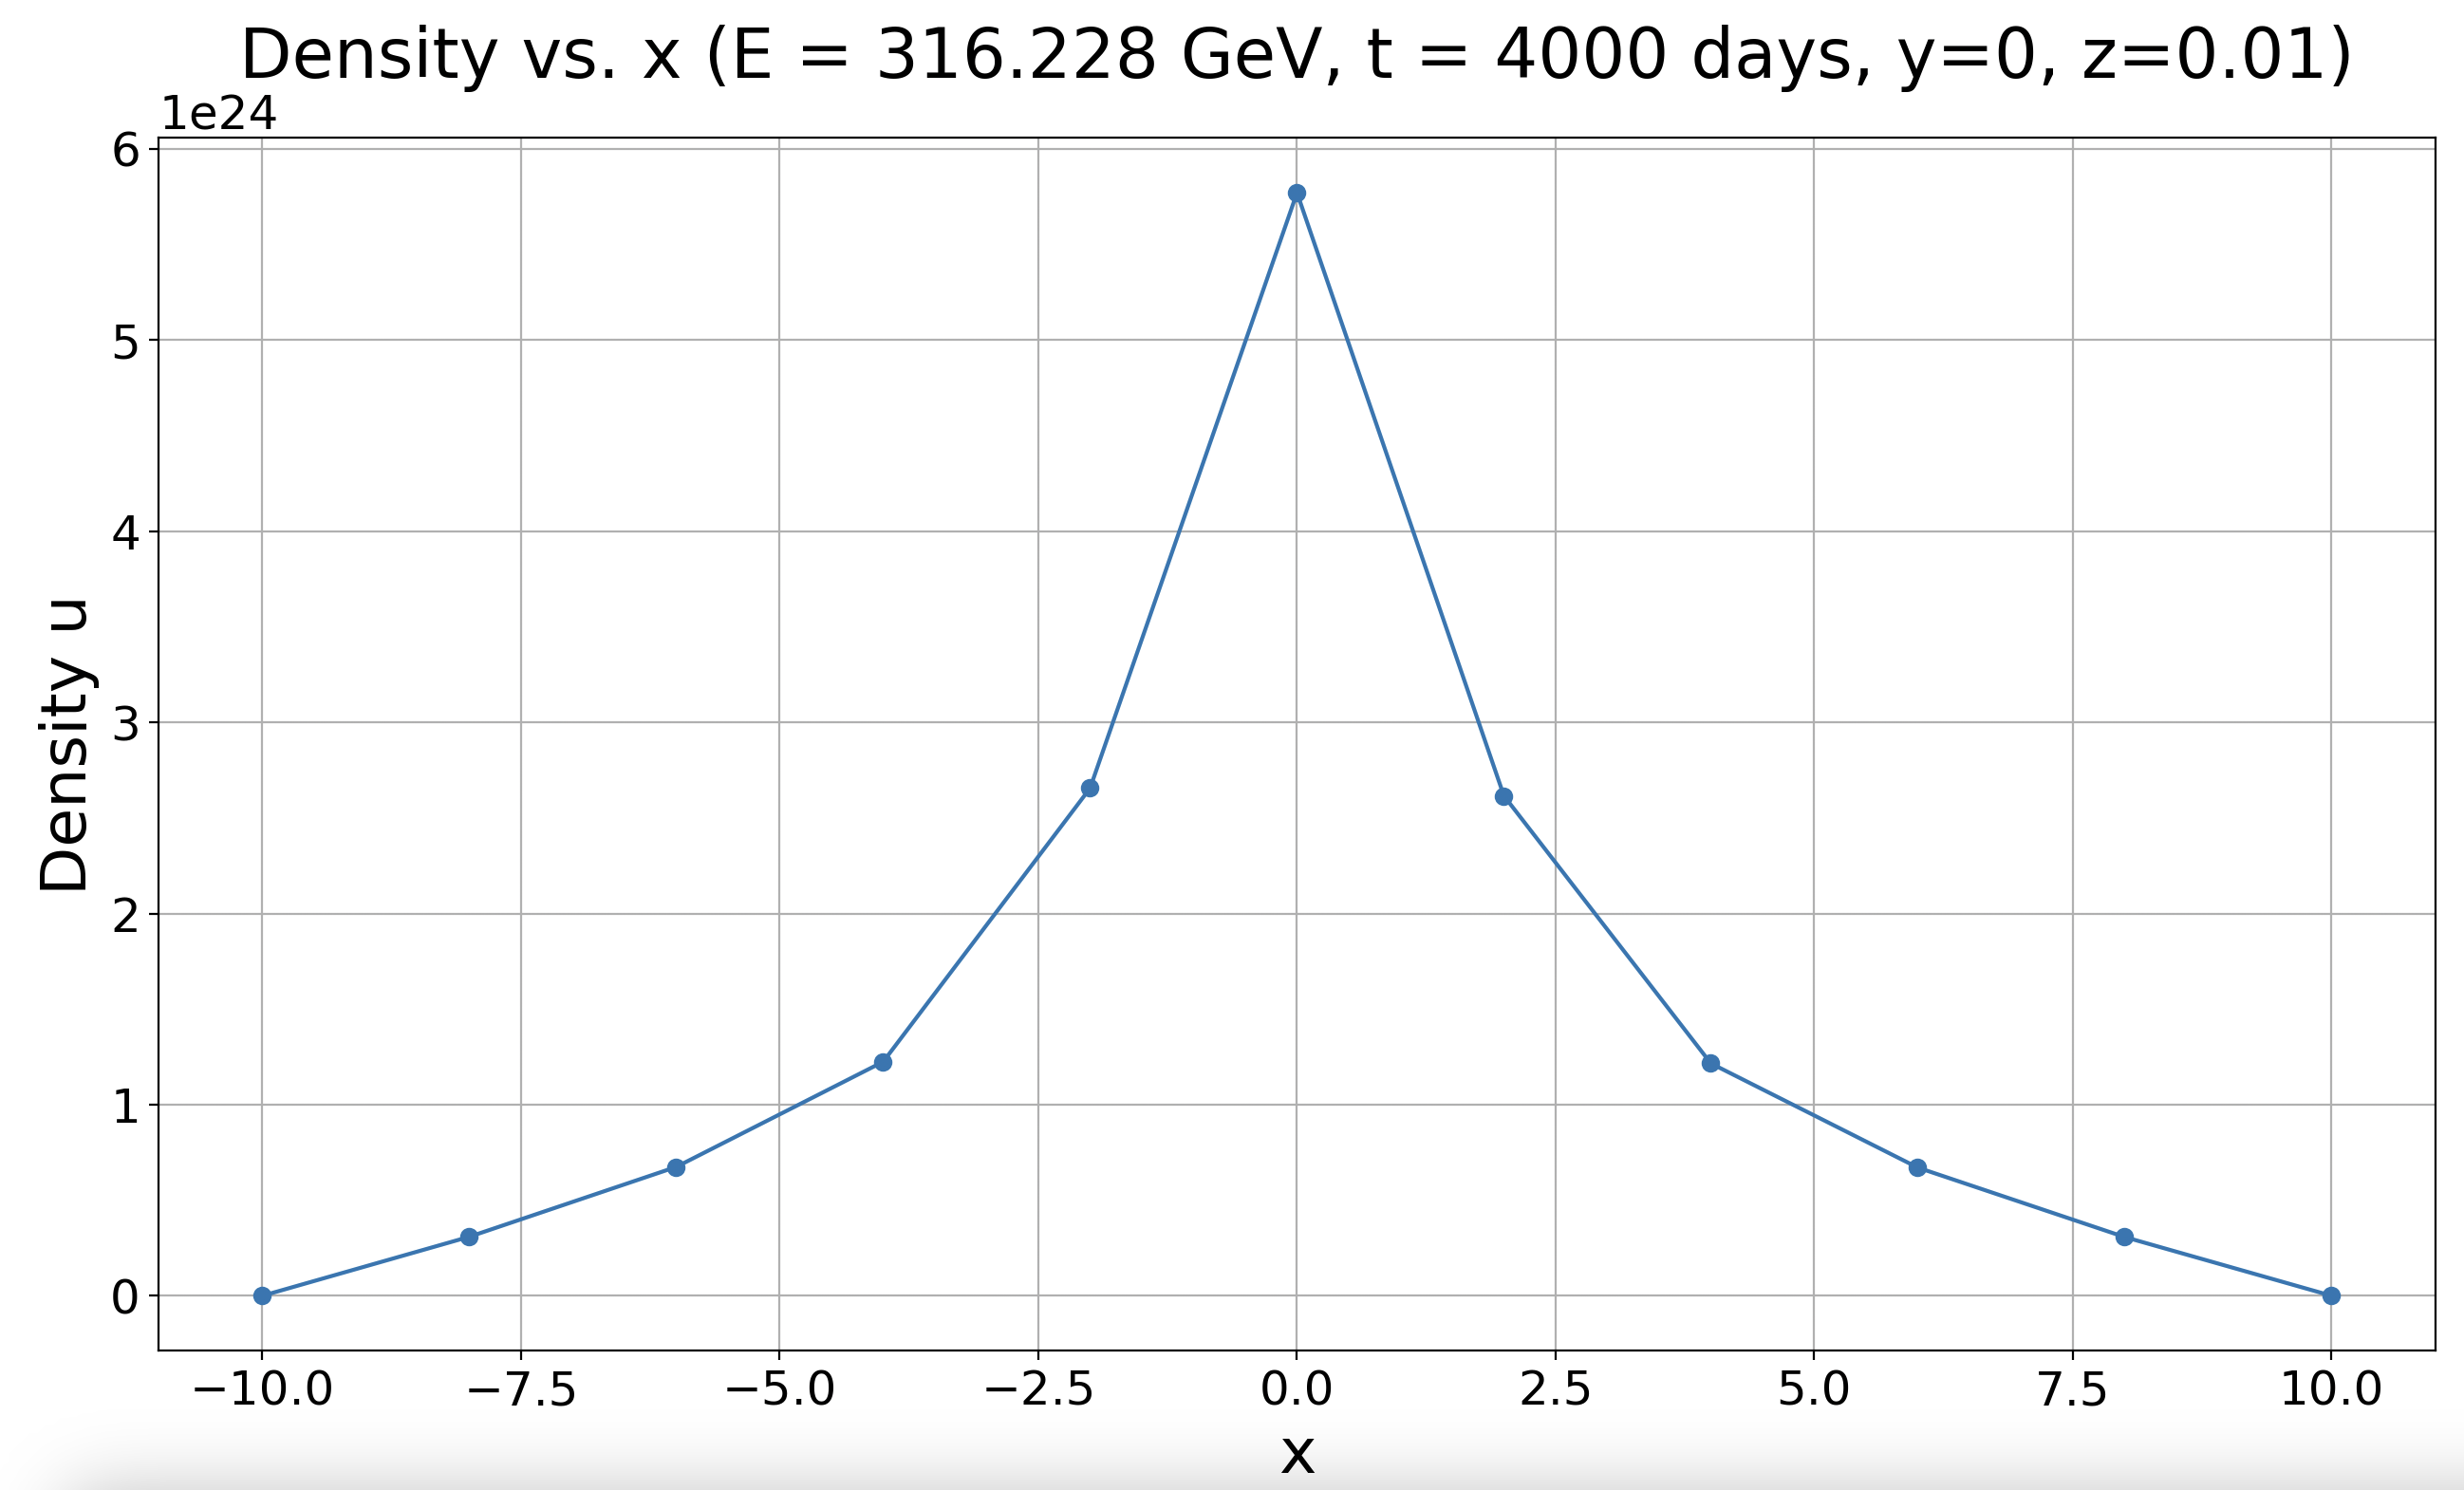 Density vs. x (E = 316.228 GeV, t = 4000 days, y=0, z=0.01)
1e24
6
5
4
3
2
1
0
Density u
−10.0 −7.5 −5.0 −2.5 0.0 2.5 5.0 7.5 10.0
x